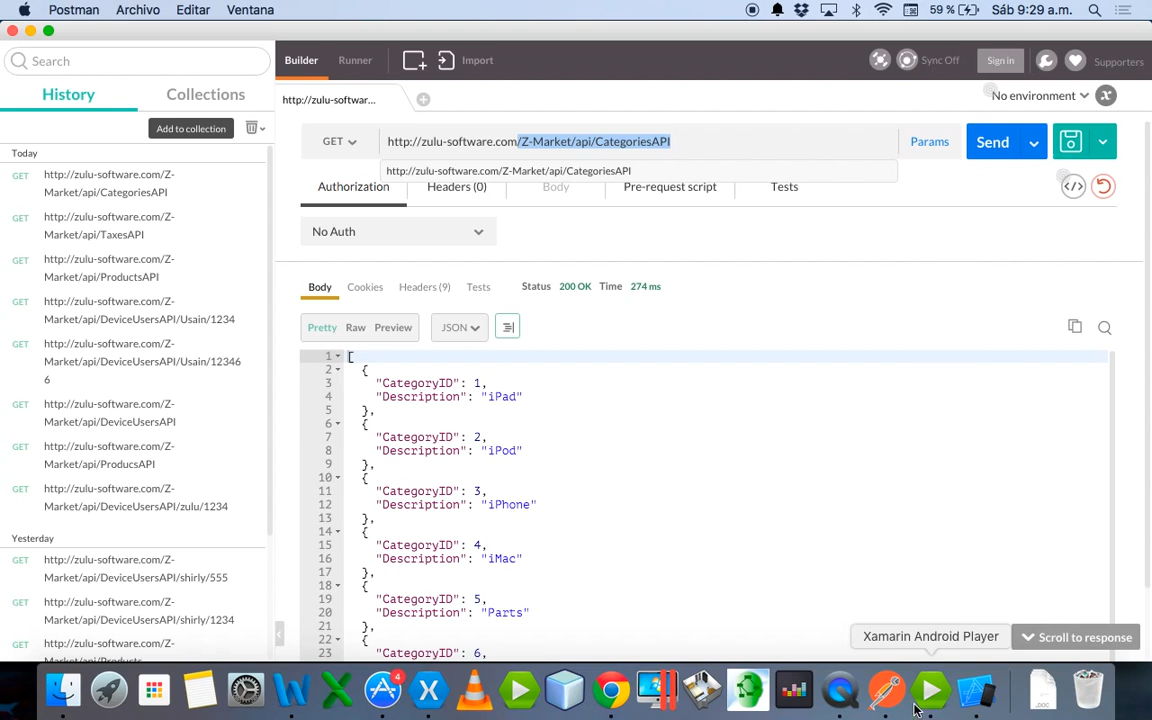 Postman Archivo Editar Ventana 59 % Sáb 9:29 a.m.
Search
Builder Runner Import Sync Off Sign in Supporters
History Collections
http://zulu-softwar... No environment
Add to collection
GET http://zulu-software.com/Z-Market/api/CategoriesAPI Params Send
http://zulu-software.com/Z-Market/api/CategoriesAPI
Authorization Headers (0) Body Pre-request script Tests
No Auth
Today
GET http://zulu-software.com/Z-
Market/api/CategoriesAPI
GET http://zulu-software.com/Z-
Market/api/TaxesAPI
GET http://zulu-software.com/Z-
Market/api/ProductsAPI
GET http://zulu-software.com/Z-
Market/api/DeviceUsersAPI/Usain/1234
GET http://zulu-software.com/Z-
Market/api/DeviceUsersAPI/Usain/12346
6
GET http://zulu-software.com/Z-
Market/api/DeviceUsersAPI
GET http://zulu-software.com/Z-
Market/api/ProducsAPI
GET http://zulu-software.com/Z-
Market/api/DeviceUsersAPI/zulu/1234
Yesterday
GET http://zulu-software.com/Z-
Market/api/DeviceUsersAPI/shirly/555
GET http://zulu-software.com/Z-
Market/api/DeviceUsersAPI/shirly/1234
GET http://zulu-software.com/Z-
Market/api/Products
Body Cookies Headers (9) Tests Status 200 OK Time 274 ms
Pretty Raw Preview JSON
1 [
2 {
3 "CategoryID": 1,
4 "Description": "iPad"
5 },
6 {
7 "CategoryID": 2,
8 "Description": "iPod"
9 },
10 {
11 "CategoryID": 3,
12 "Description": "iPhone"
13 },
14 {
15 "CategoryID": 4,
16 "Description": "iMac"
17 },
18 {
19 "CategoryID": 5,
20 "Description": "Parts"
21 },
22 {
23 "CategoryID": 6,
Xamarin Android Player Scroll to response
4
.DOC